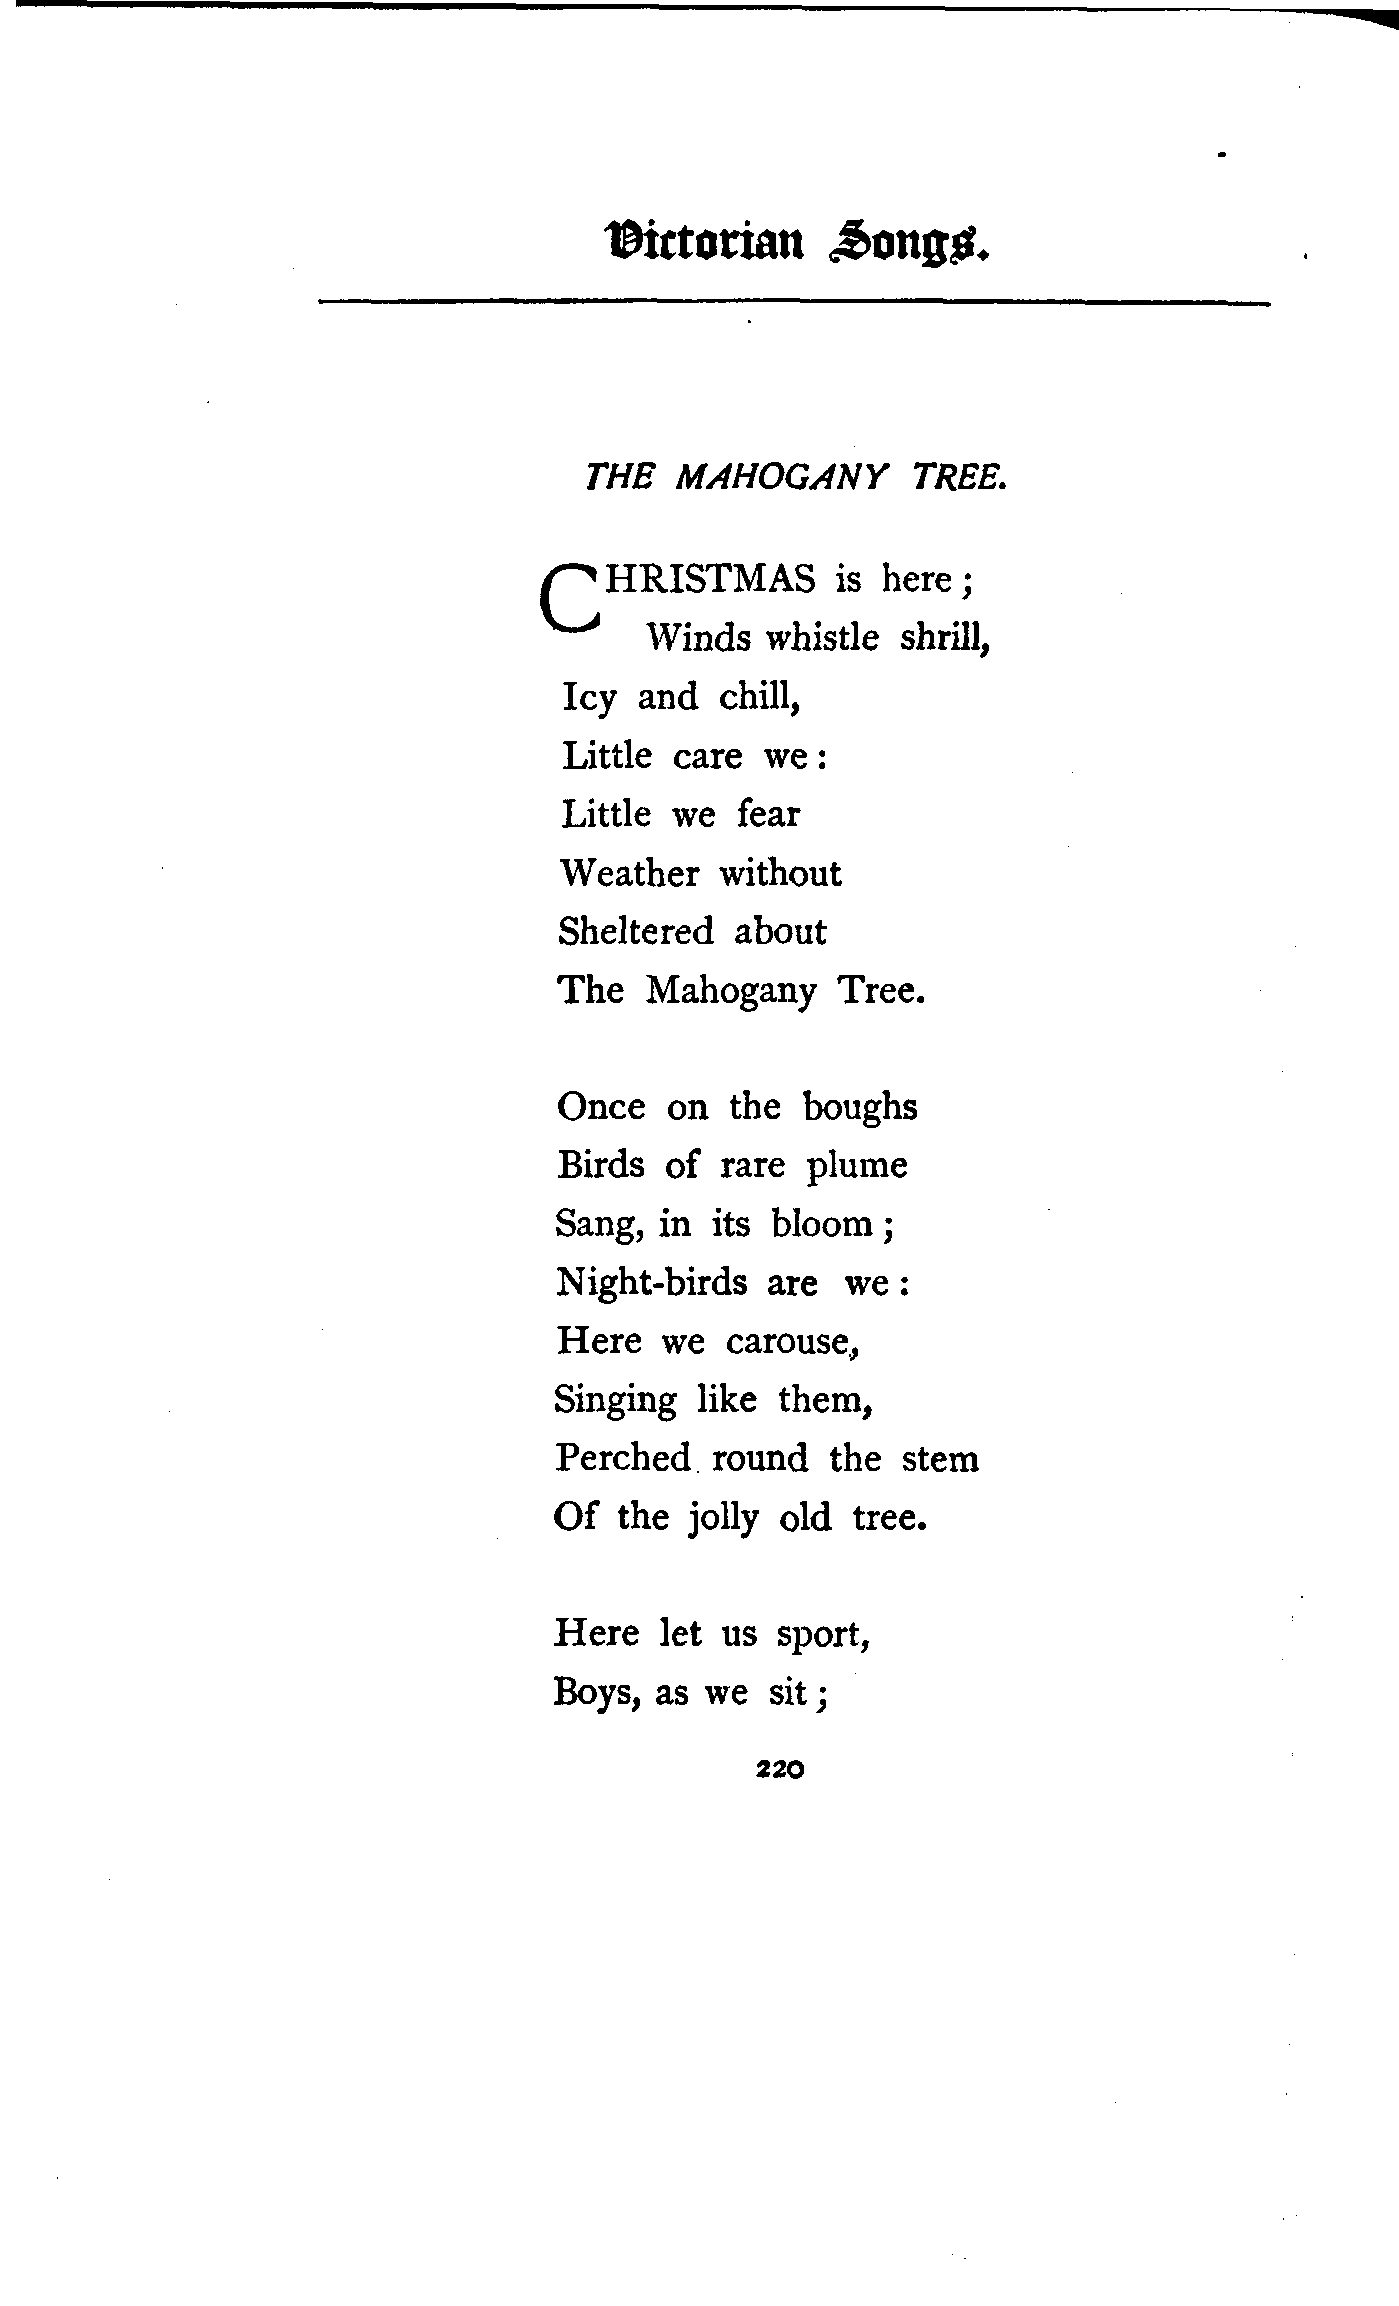 Victorian Songs.
THE MAHOGANY TREE.
CHRISTMAS is here;
Winds whistle shrill,
Icy and chill,
Little care we:
Little we fear
Weather without
Sheltered about
The Mahogany Tree.
Once on the boughs
Birds of rare plume
Sang, in its bloom;
Night-birds are we:
Here we carouse,
Singing like them,
Perched round the stem
Of the jolly old tree.
Here let us sport,
Boys, as we sit;
220